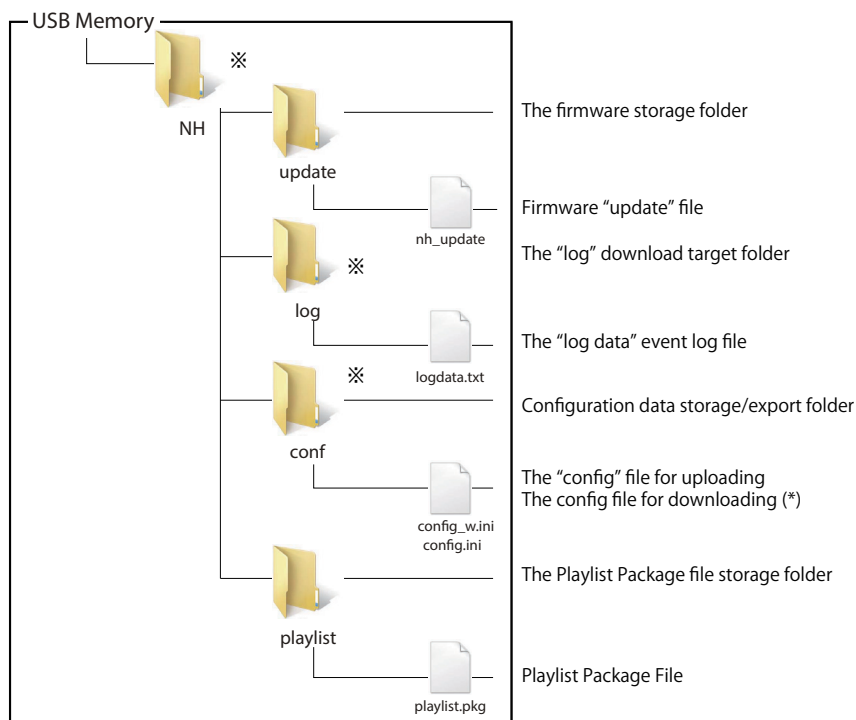 USB Memory
※
NH
The firmware storage folder
update
Firmware “update” file
nh_update
The “log” download target folder
※
log
The “log data” event log file
logdata.txt
※
Configuration data storage/export folder
conf
The “config” file for uploading
The config file for downloading (*)
config_w.ini
config.ini
The Playlist Package file storage folder
playlist
Playlist Package File
playlist.pkg